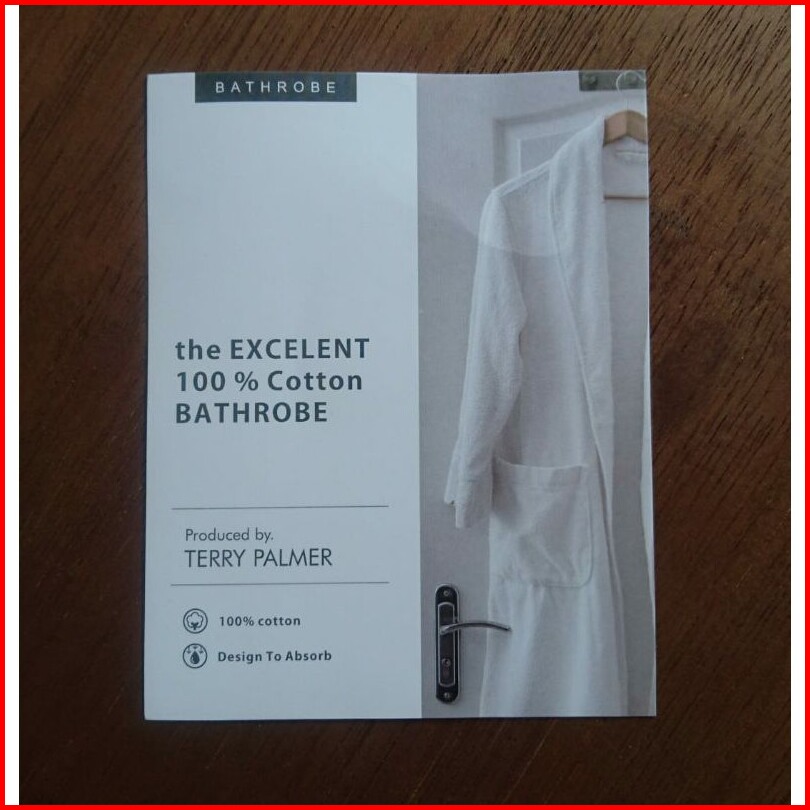 BATHROBE
the EXCELENT
100 % Cotton
BATHROBE
Produced by.
TERRY PALMER
100% cotton
Design To Absorb